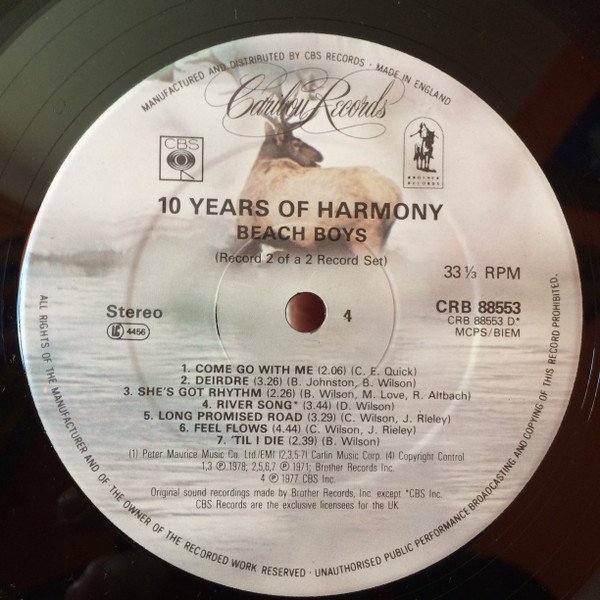 MANUFACTURED AND DISTRIBUTED BY CBS RECORDS · MADE IN ENGLAND
Caribou Records
CBS
BROTHER
RECORDS
10 YEARS OF HARMONY
BEACH BOYS
(Record 2 of a 2 Record Set)
33⅓ RPM
Stereo
4
CRB 88553
LC 4456
CRB 88553 D*
MCPS/BIEM
1. COME GO WITH ME (2.06) (C. E. Quick)
2. DEIRDRE (3.26) (B. Johnston, B. Wilson)
3. SHE'S GOT RHYTHM (2.26) (B. Wilson, M. Love, R. Altbach)
4. RIVER SONG* (3.44) (D. Wilson)
5. LONG PROMISED ROAD (3.29) (C. Wilson, J. Rieley)
6. FEEL FLOWS (4.44) (C. Wilson, J. Rieley)
7. 'TIL I DIE (2.39) (B. Wilson)
(1) Peter Maurice Music Co. Ltd/EMI (2,3,5-7) Carlin Music Corp. (4) Copyright Control
1,3 ℗ 1978; 2,5,6,7 ℗ 1971; Brother Records Inc.
4 ℗ 1977 CBS Inc.
Original sound recordings made by Brother Records, Inc. except *CBS Inc.
CBS Records are the exclusive licensees for the UK
ALL RIGHTS OF THE MANUFACTURER AND OF THE OWNER OF THE RECORDED WORK RESERVED · UNAUTHORISED PUBLIC PERFORMANCE BROADCASTING AND COPYING OF THIS RECORD PROHIBITED.